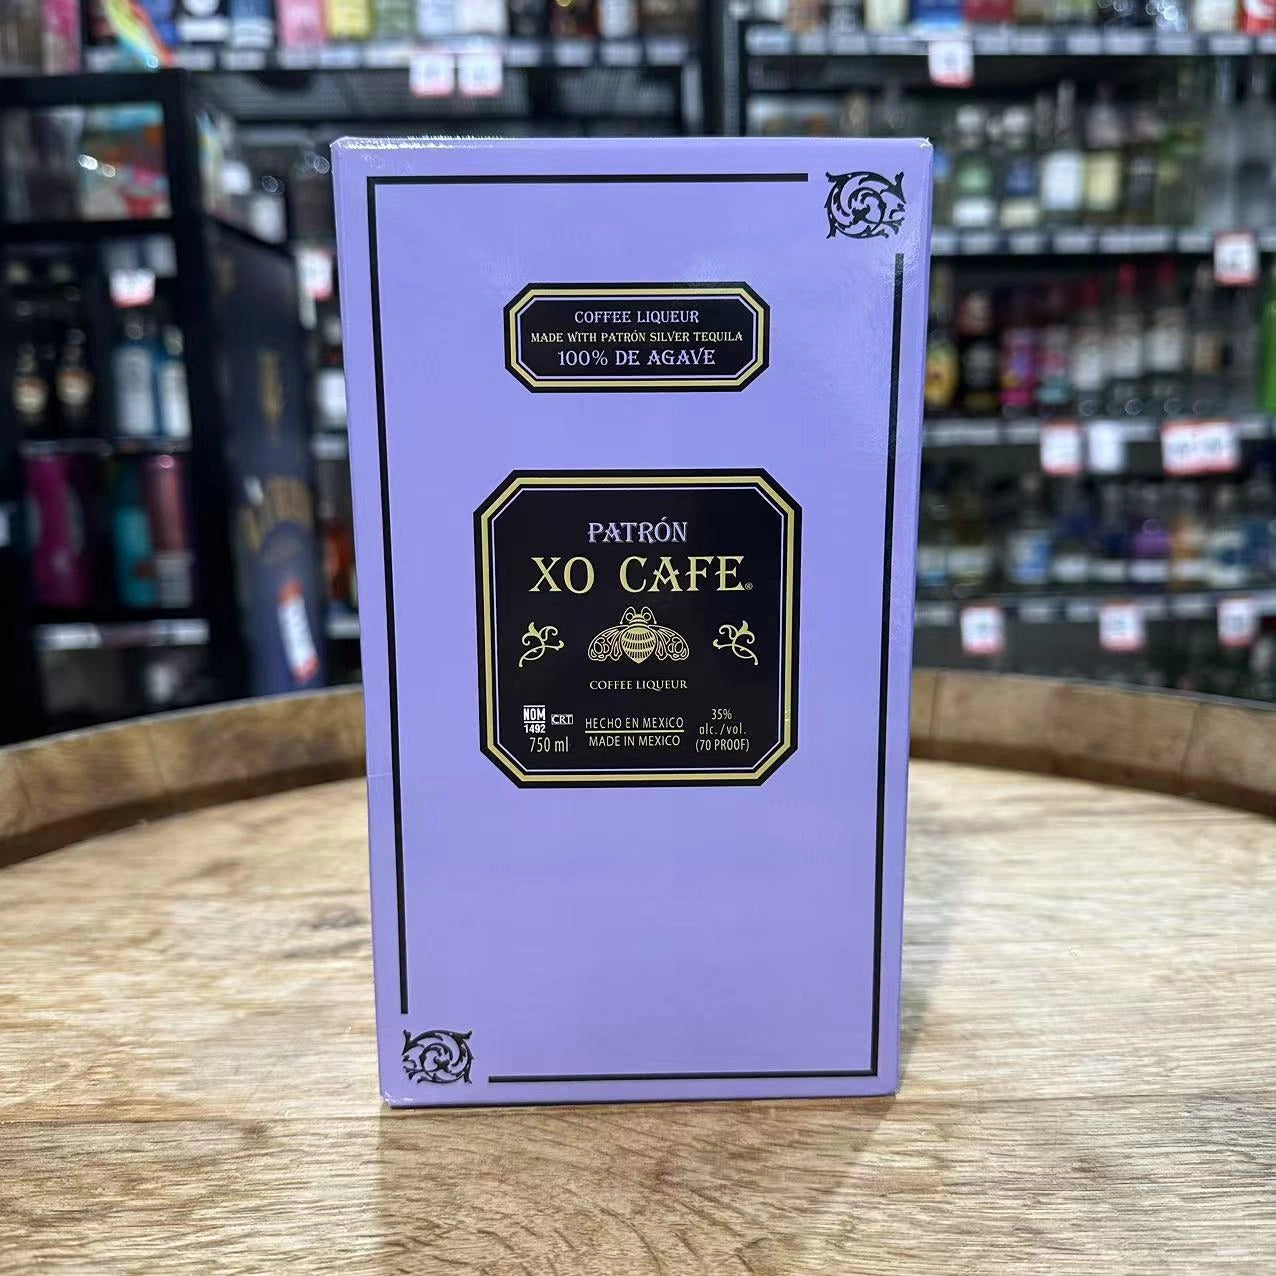 COFFEE LIQUEUR
MADE WITH PATRÓN SILVER TEQUILA
100% DE AGAVE
PATRÓN
XO CAFE®
COFFEE LIQUEUR
NOM
1492
CRT
750 ml
HECHO EN MEXICO
MADE IN MEXICO
35%
alc./vol.
(70 PROOF)